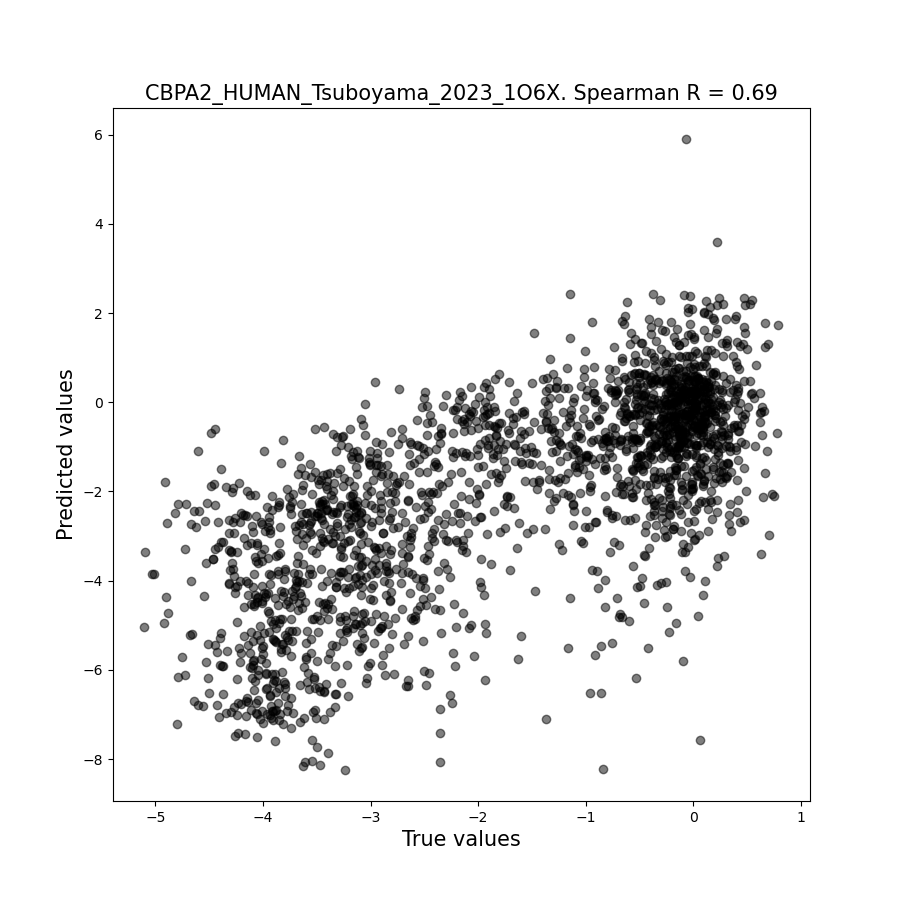 CBPA2_HUMAN_Tsuboyama_2023_1O6X. Spearman R = 0.69
6
4
2
0
−2
−4
−6
−8
Predicted values
−5 −4 −3 −2 −1 0 1
True values